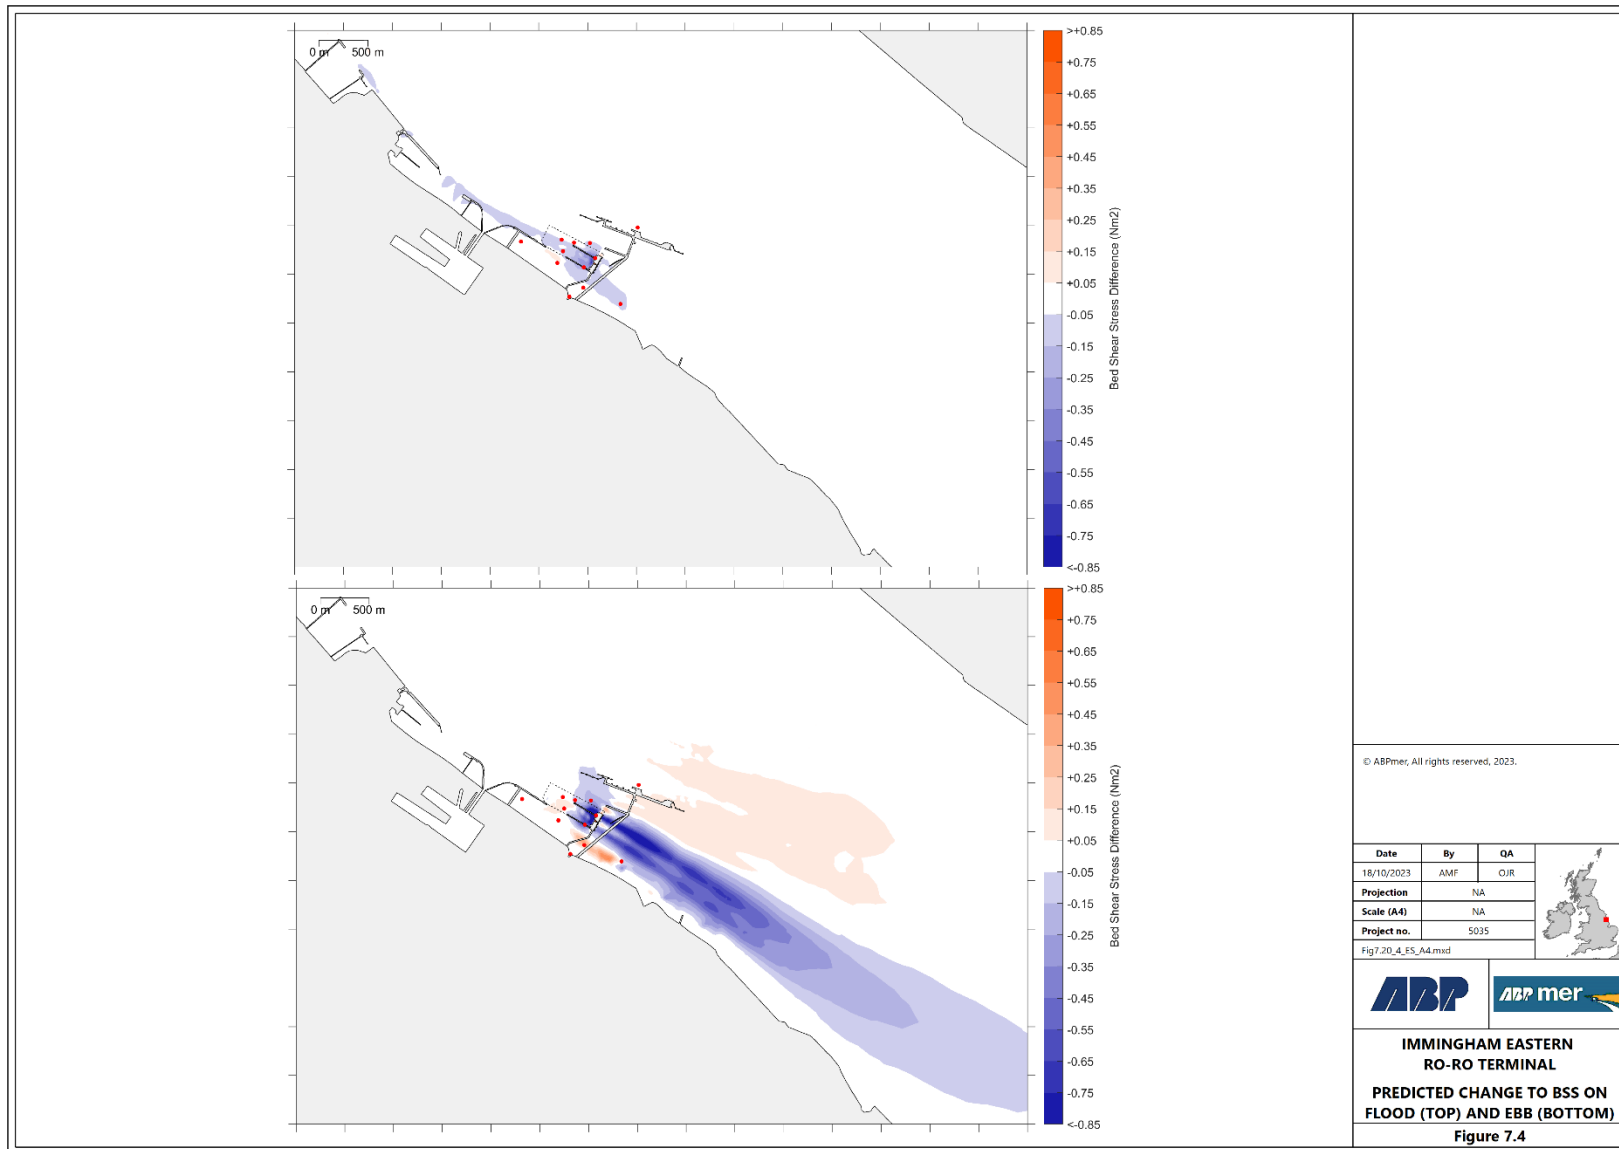 0 m 500 m
>+0.85
+0.75
+0.65
+0.55
+0.45
+0.35
+0.25
+0.15
+0.05
-0.05
-0.15
-0.25
-0.35
-0.45
-0.55
-0.65
-0.75
<-0.85
Bed Shear Stress Difference (Nm2)
0 m 500 m
>+0.85
+0.75
+0.65
+0.55
+0.45
+0.35
+0.25
+0.15
+0.05
-0.05
-0.15
-0.25
-0.35
-0.45
-0.55
-0.65
-0.75
<-0.85
Bed Shear Stress Difference (Nm2)
© ABPmer, All rights reserved, 2023.
Date By QA
18/10/2023 AMF OJR
Projection NA
Scale (A4) NA
Project no. 5035
Fig7.20_4_ES_A4.mxd
ABP
ABP mer
IMMINGHAM EASTERN
RO-RO TERMINAL
PREDICTED CHANGE TO BSS ON
FLOOD (TOP) AND EBB (BOTTOM)
Figure 7.4